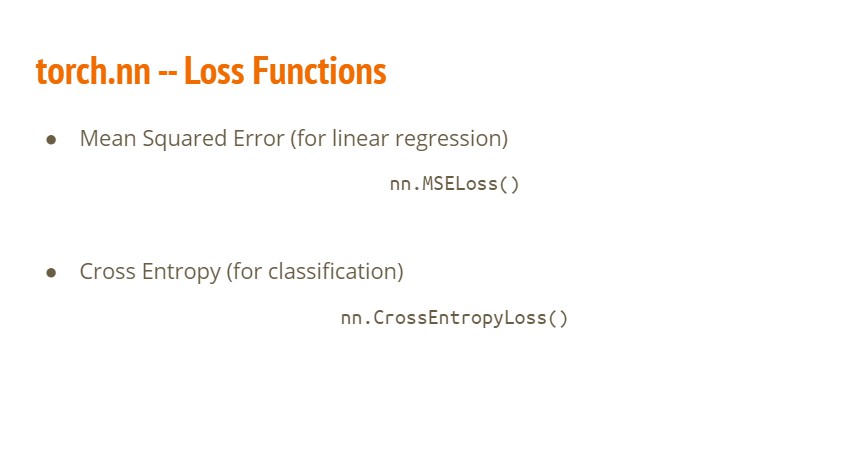 torch.nn -- Loss Functions
● Mean Squared Error (for linear regression)
nn.MSELoss()
● Cross Entropy (for classification)
nn.CrossEntropyLoss()